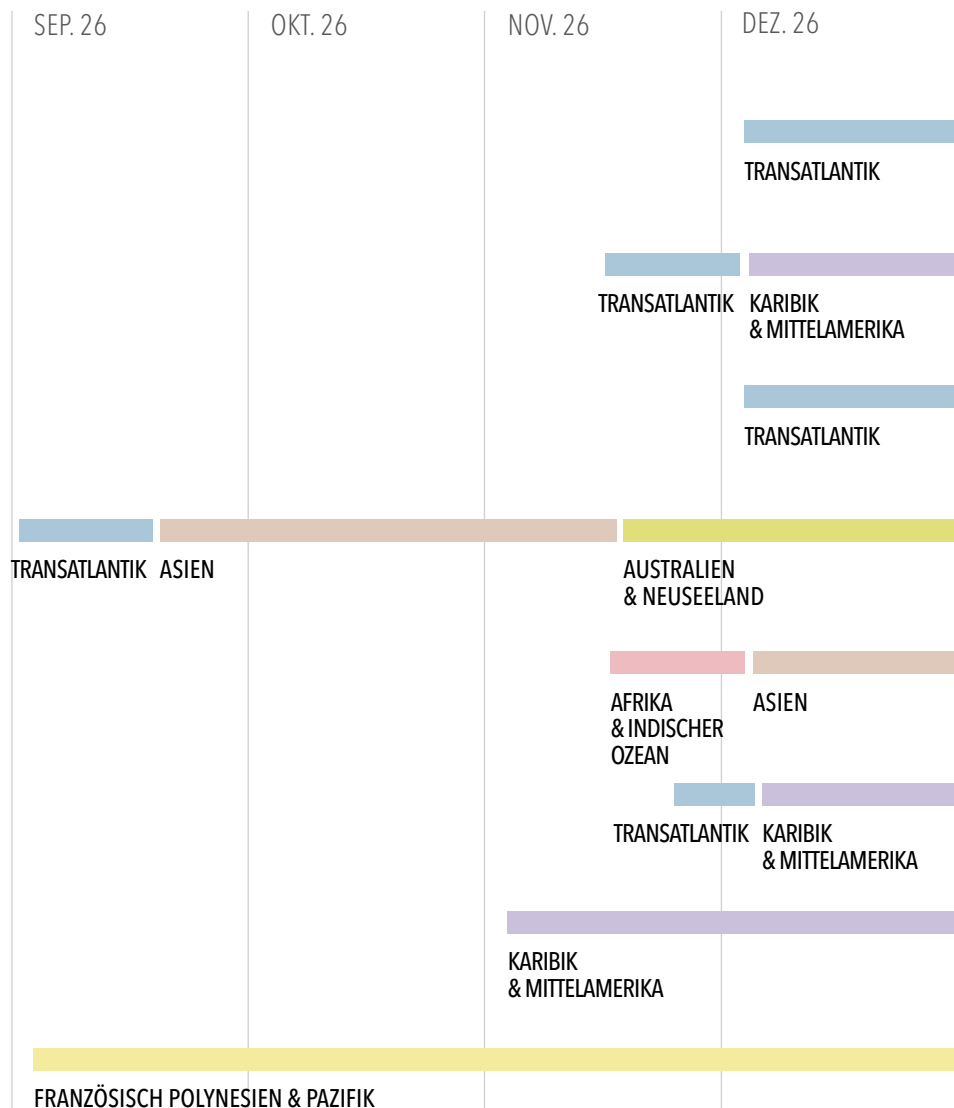 SEP. 26
OKT. 26
NOV. 26
DEZ. 26
TRANSATLANTIK
TRANSATLANTIK
KARIBIK
& MITTELAMERIKA
TRANSATLANTIK
TRANSATLANTIK
ASIEN
AUSTRALIEN
& NEUSEELAND
AFRIKA
& INDISCHER
OZEAN
ASIEN
TRANSATLANTIK
KARIBIK
& MITTELAMERIKA
KARIBIK
& MITTELAMERIKA
FRANZÖSISCH POLYNESIEN & PAZIFIK